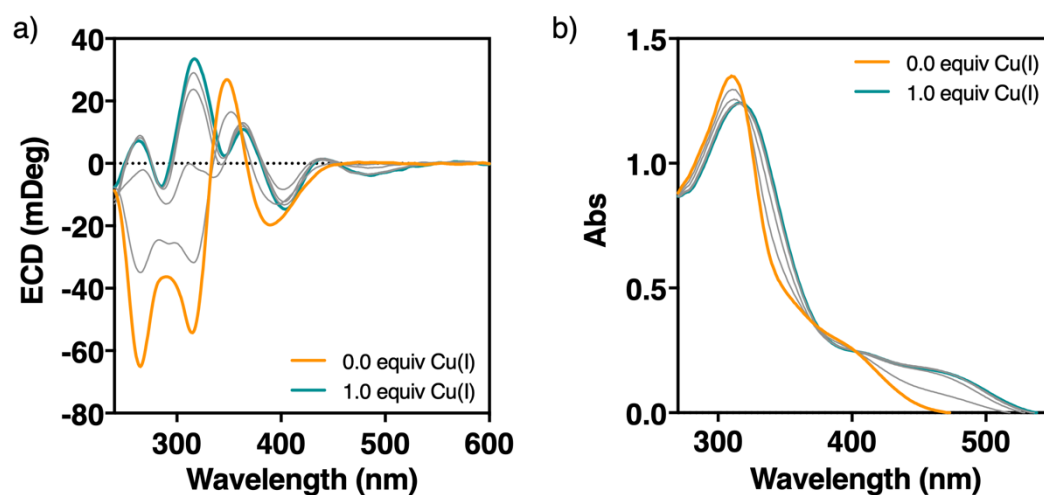 a)
40
20
0
-20
-40
-60
-80
ECD (mDeg)
0.0 equiv Cu(I)
1.0 equiv Cu(I)
300 400 500 600
Wavelength (nm)
b)
1.5
1.0
0.5
0.0
Abs
0.0 equiv Cu(I)
1.0 equiv Cu(I)
300 400 500
Wavelength (nm)